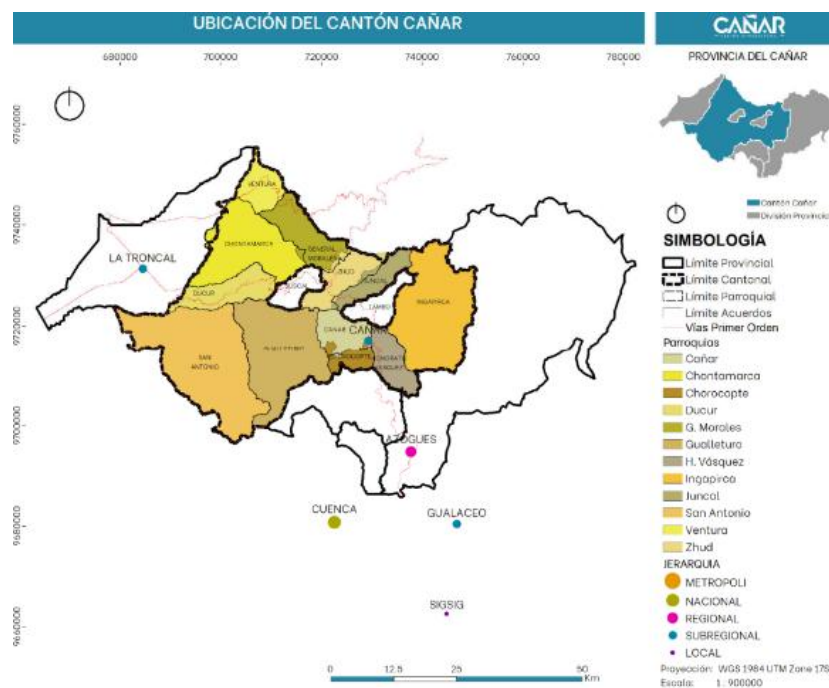 UBICACIÓN DEL CANTÓN CAÑAR
CAÑAR
PROVINCIA DEL CAÑAR
680000 700000 720000 740000 760000 780000
9760000
9740000
9720000
9700000
9680000
9660000
VENTURA
CHONTAMARCA
GENERAL
MORALES
LA TRONCAL
ZHUD
DUCUR
INGAPIRCA
CAÑAR
CAÑAR
SAN
ANTONIO
HONORATO
VASQUEZ
AZOGUES
CUENCA
GUALACEO
SIGSIG
0 12.5 25 50
Km
Cantón Cañar
División Provincia
SIMBOLOGÍA
Límite Provincial
Límite Cantonal
Límite Parroquial
Límite Acuerdos
Vías Primer Orden
Parroquias
Cañar
Chontamarca
Chorocopte
Ducur
G. Morales
Gualletura
H. Vásquez
Ingapirca
Juncal
San Antonio
Ventura
Zhud
JERARQUIA
METROPOLI
NACIONAL
REGIONAL
SUBREGIONAL
LOCAL
Proyección: WGS 1984 UTM Zone 17S
Escala: 1: 900000